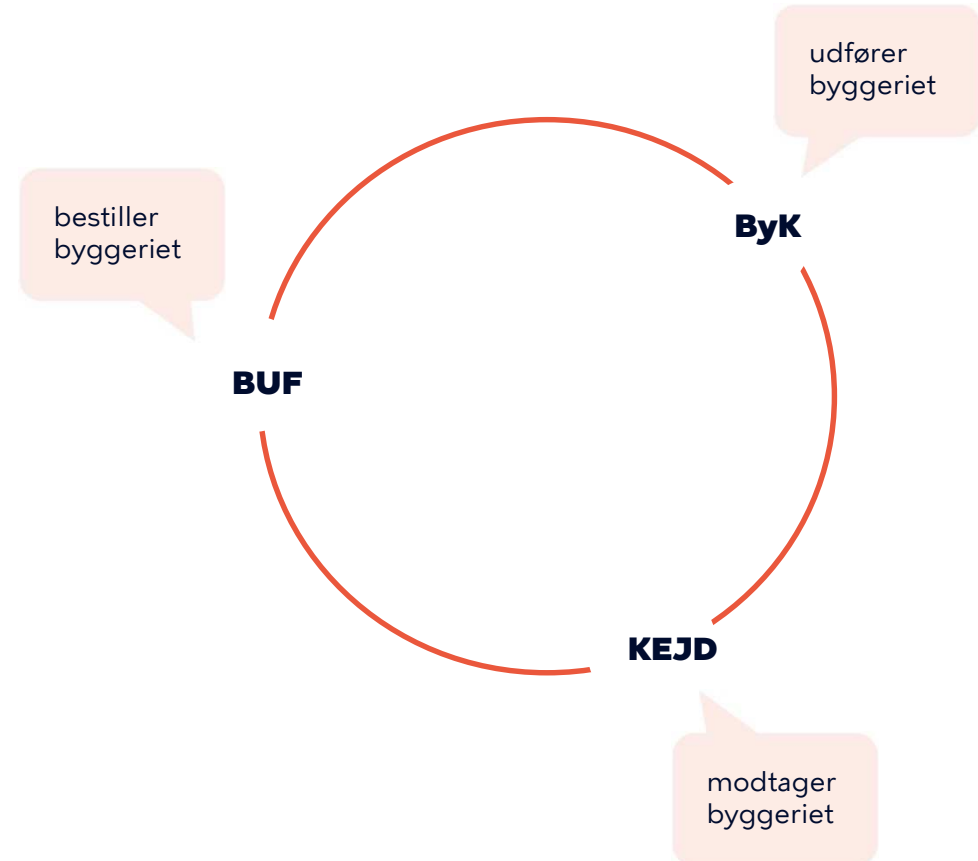 udfører
byggeriet
ByK
bestiller
byggeriet
BUF
KEJD
modtager
byggeriet